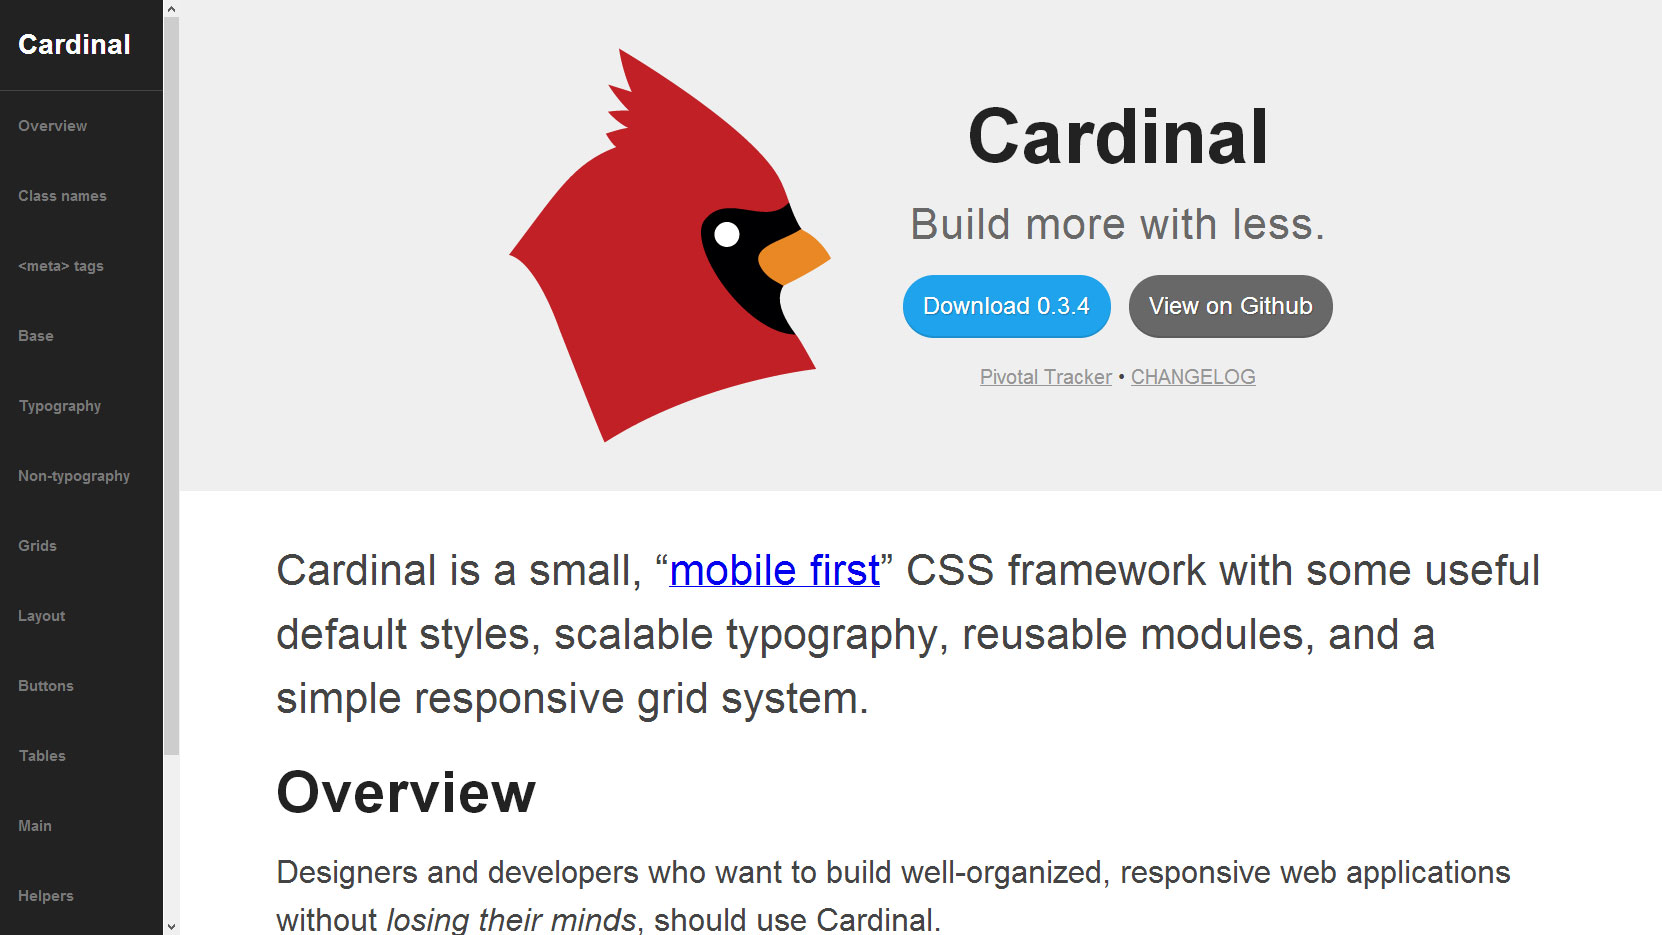 Cardinal
Overview
Class names
<meta> tags
Base
Typography
Non-typography
Grids
Layout
Buttons
Tables
Main
Helpers
Cardinal
Build more with less.
Download 0.3.4
View on Github
Pivotal Tracker • CHANGELOG
Cardinal is a small, “mobile first” CSS framework with some useful
default styles, scalable typography, reusable modules, and a
simple responsive grid system.
Overview
Designers and developers who want to build well-organized, responsive web applications
without losing their minds, should use Cardinal.